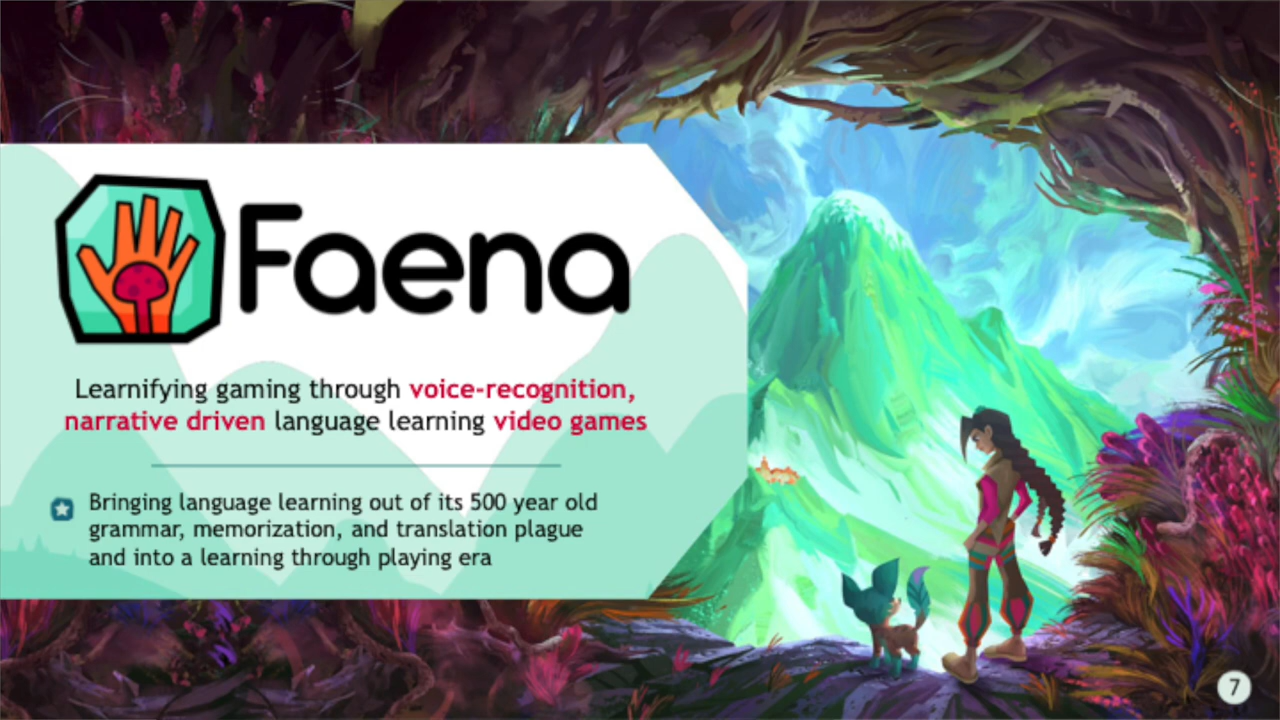 Faena
Learnifying gaming through voice-recognition,
narrative driven language learning video games
Bringing language learning out of its 500 year old
grammar, memorization, and translation plague
and into a learning through playing era
7